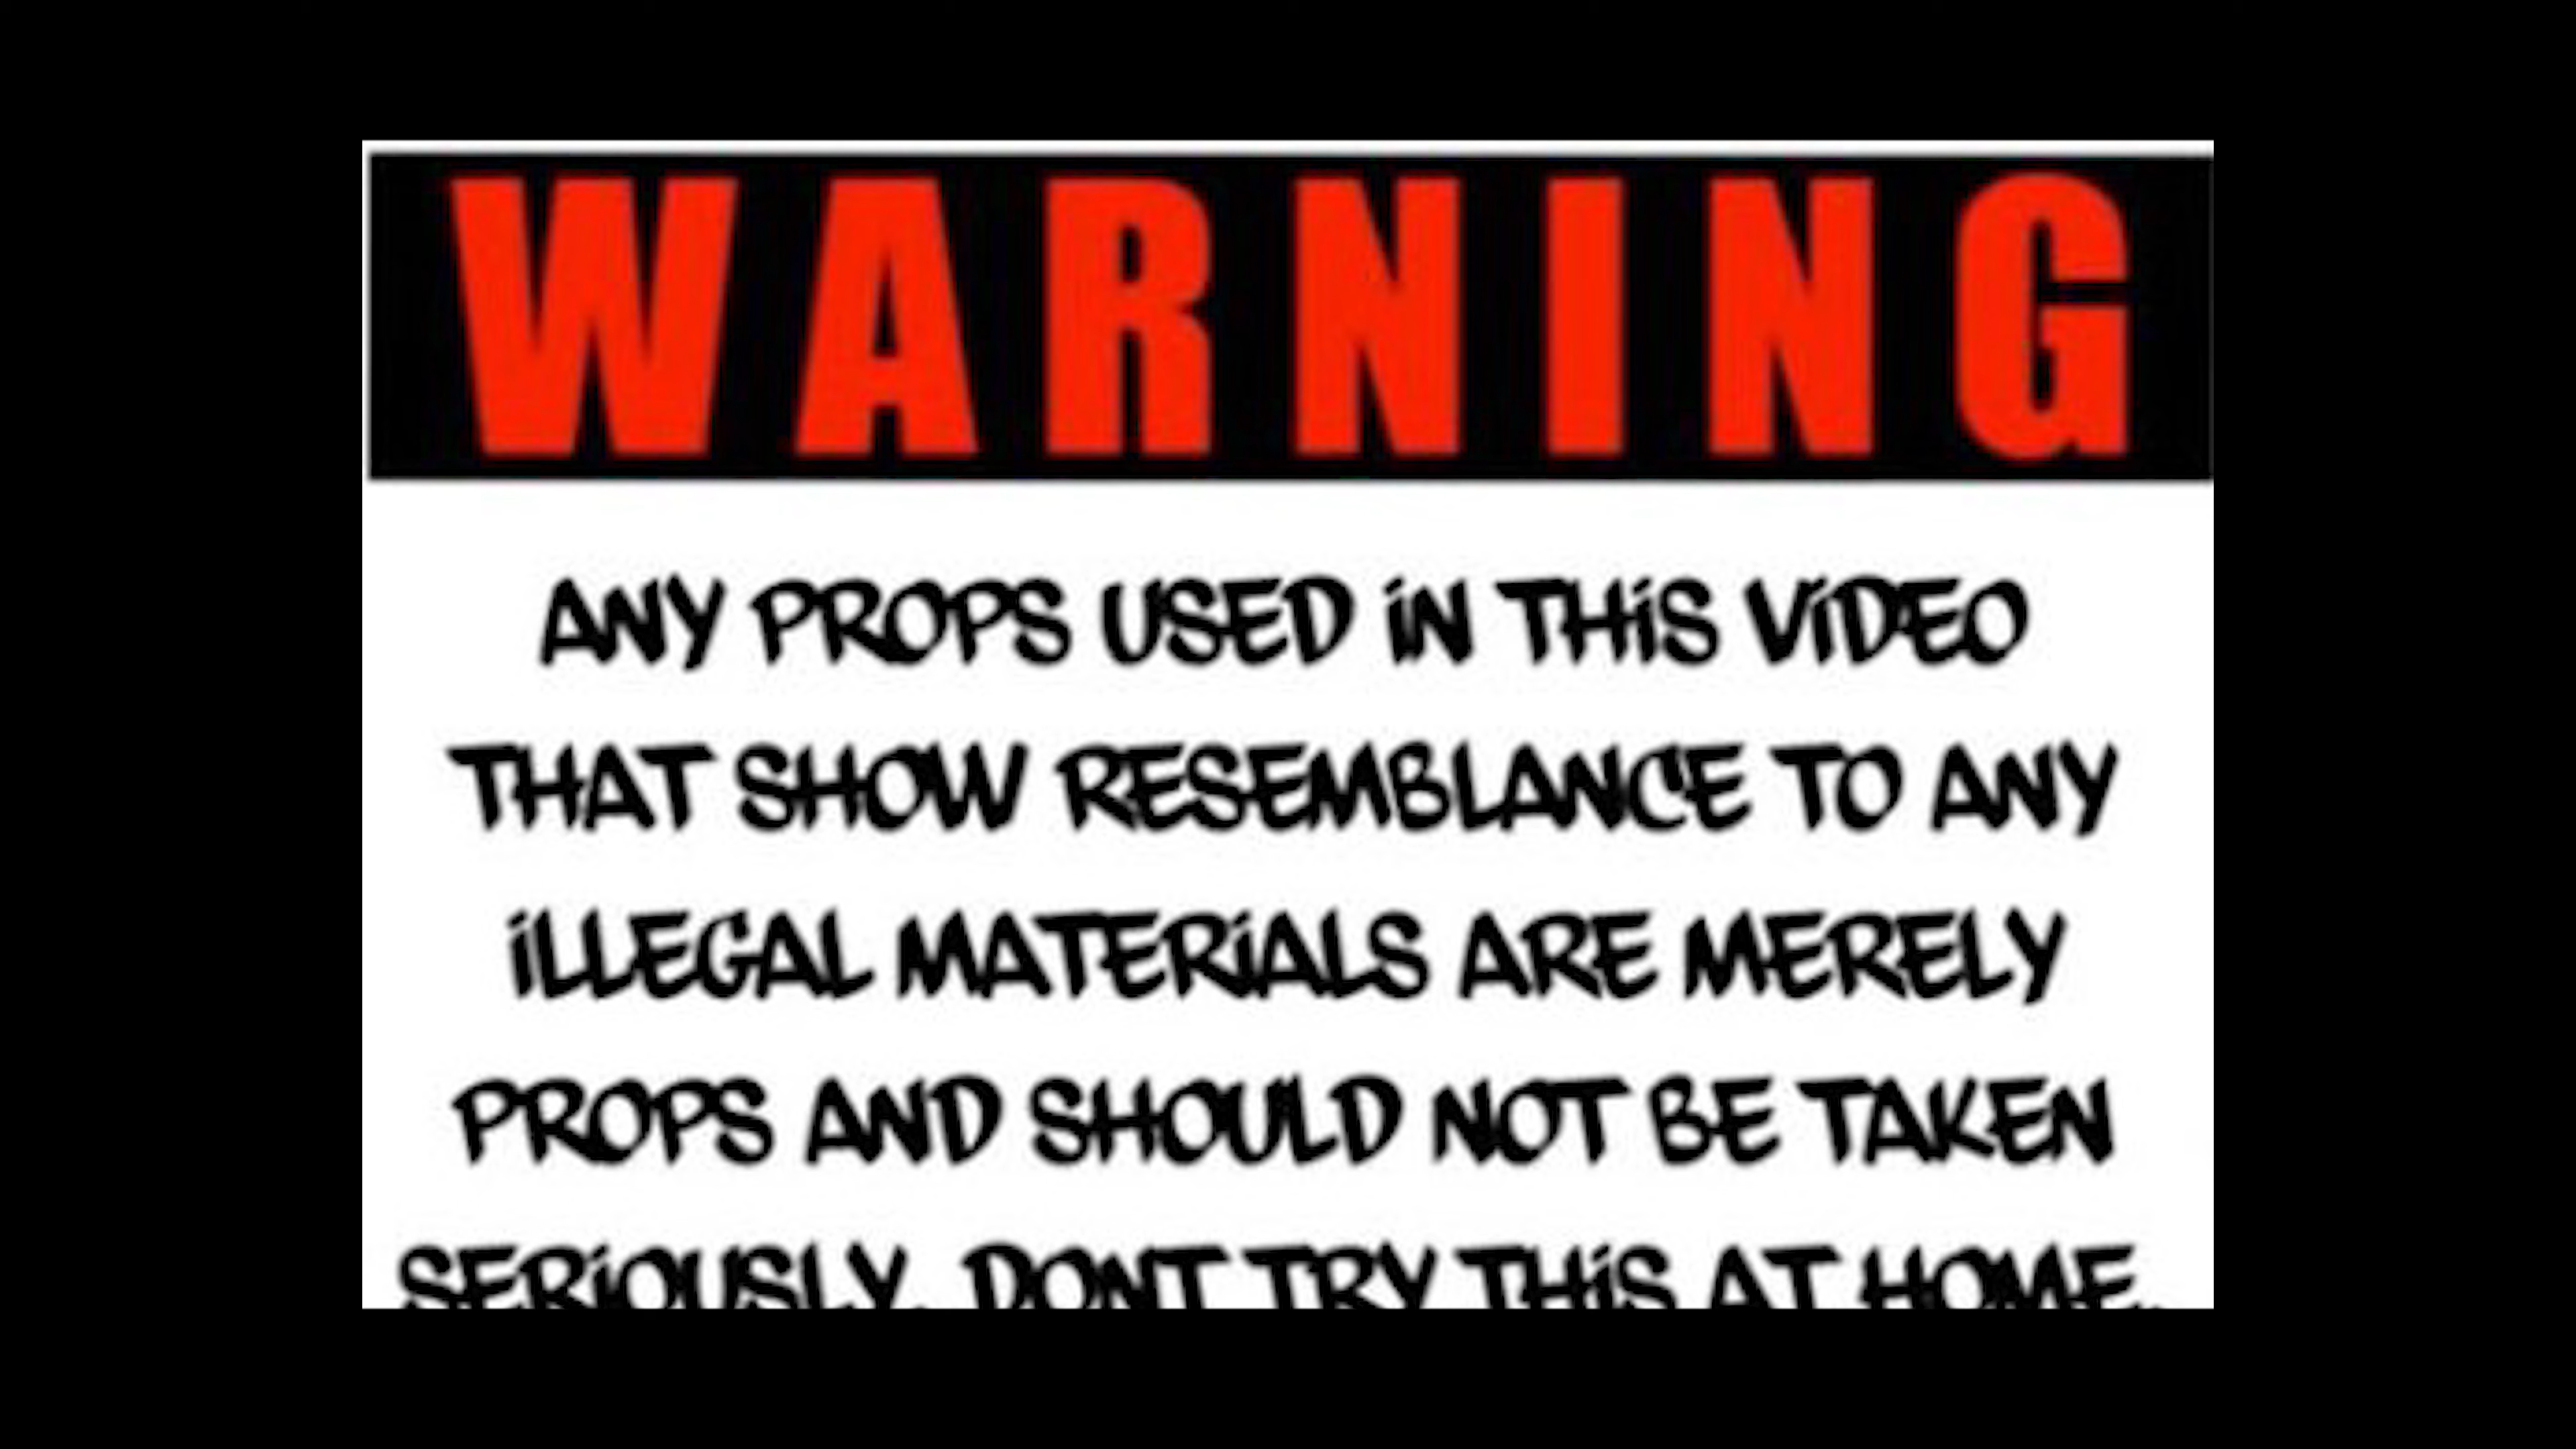 WARNING
ANY PROPS USED iN THiS ViDEO
THAT SHOW RESEMBLANCE TO ANY
iLLEGAL MATERiALS ARE MERELY
PROPS AND SHOULD NOT BE TAKEN
SERiOUSLY. DONT TRY THiS AT HOME.